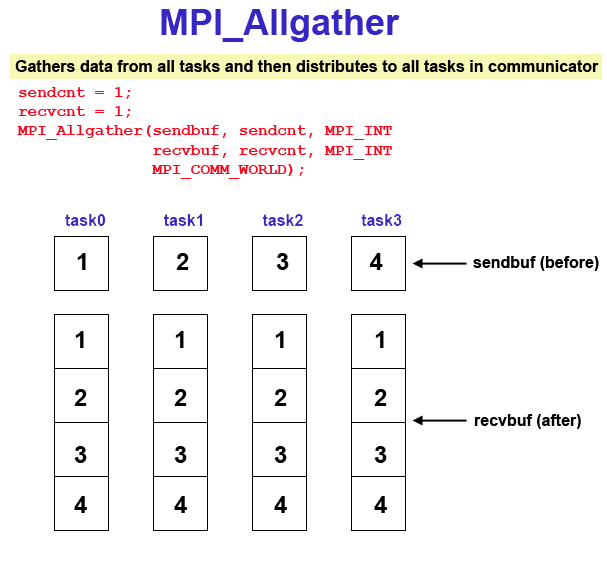 MPI_Allgather
Gathers data from all tasks and then distributes to all tasks in communicator
sendcnt = 1;
recvcnt = 1;
MPI_Allgather(sendbuf, sendcnt, MPI_INT
recvbuf, recvcnt, MPI_INT
MPI_COMM_WORLD);
task0 task1 task2 task3
1 2 3 4 sendbuf (before)
1 1 1 1
2 2 2 2
recvbuf (after)
3 3 3 3
4 4 4 4